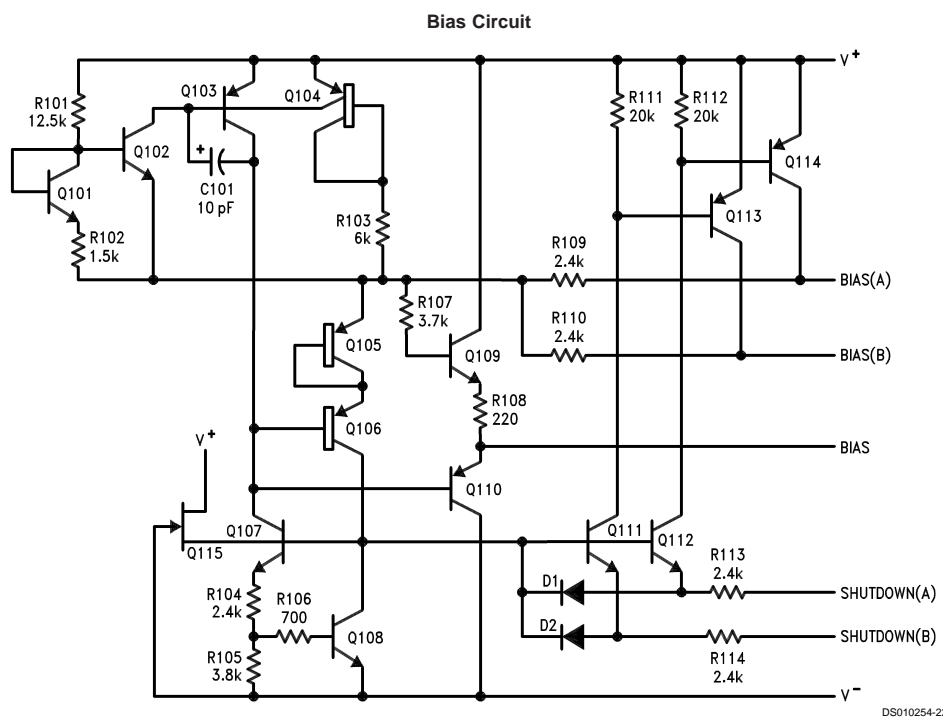 Bias Circuit
V+
R101
12.5k
Q103
Q104
R111
20k
R112
20k
Q102
Q114
Q101
C101
10 pF
+
Q113
R102
1.5k
R103
6k
R109
2.4k
BIAS(A)
R107
3.7k
R110
2.4k
Q105
Q109
BIAS(B)
R108
220
Q106
V+
BIAS
Q110
Q107
Q111
Q115
Q112
R113
2.4k
D1
R104
2.4k
R106
700
SHUTDOWN(A)
D2
Q108
SHUTDOWN(B)
R105
3.8k
R114
2.4k
V−